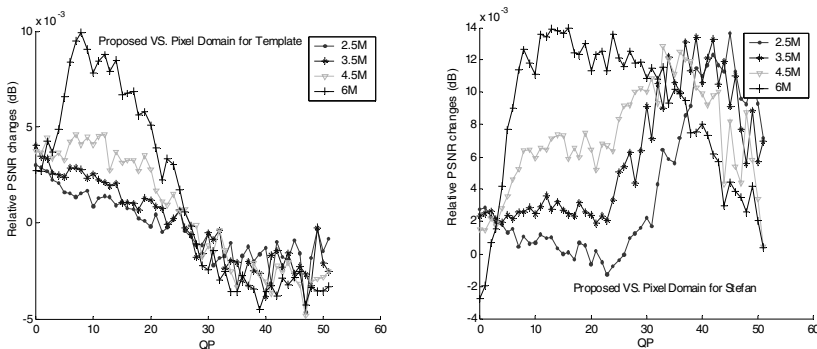 10 x 10⁻³
Proposed VS. Pixel Domain for Template
2.5M
3.5M
4.5M
6M
Relative PSNR changes (dB)
5
0
-5
0 10 20 30 40 50 60
QP
14 x 10⁻³
2.5M
3.5M
4.5M
6M
Relative PSNR changes (dB)
12
10
8
6
4
2
0
-2
-4
Proposed VS. Pixel Domain for Stefan
0 10 20 30 40 50 60
QP